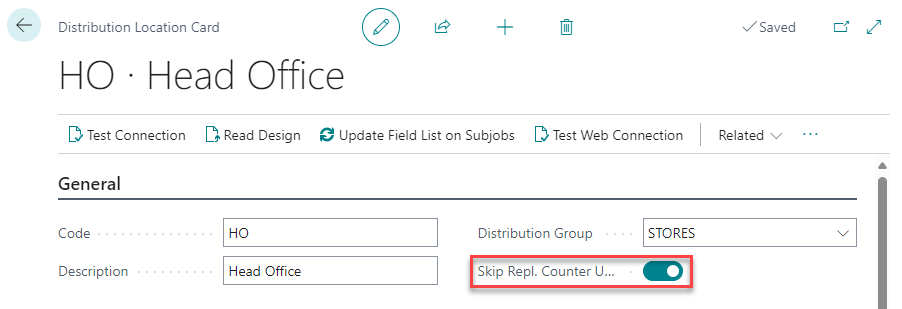 Distribution Location Card
Saved
HO · Head Office
Test Connection Read Design Update Field List on Subjobs Test Web Connection Related ...
General
Code HO Distribution Group STORES
Description Head Office Skip Repl. Counter U...